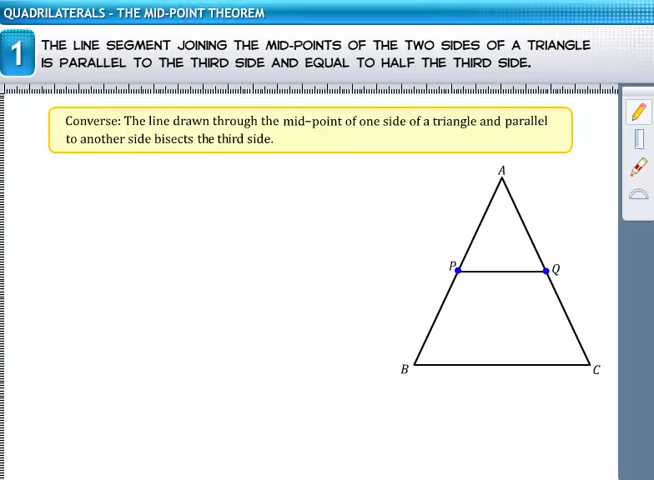 QUADRILATERALS - THE MID-POINT THEOREM
1
THE LINE SEGMENT JOINING THE MID-POINTS OF THE TWO SIDES OF A TRIANGLE
IS PARALLEL TO THE THIRD SIDE AND EQUAL TO HALF THE THIRD SIDE.
Converse: The line drawn through the mid-point of one side of a triangle and parallel
to another side bisects the third side.
A
P
Q
B
C